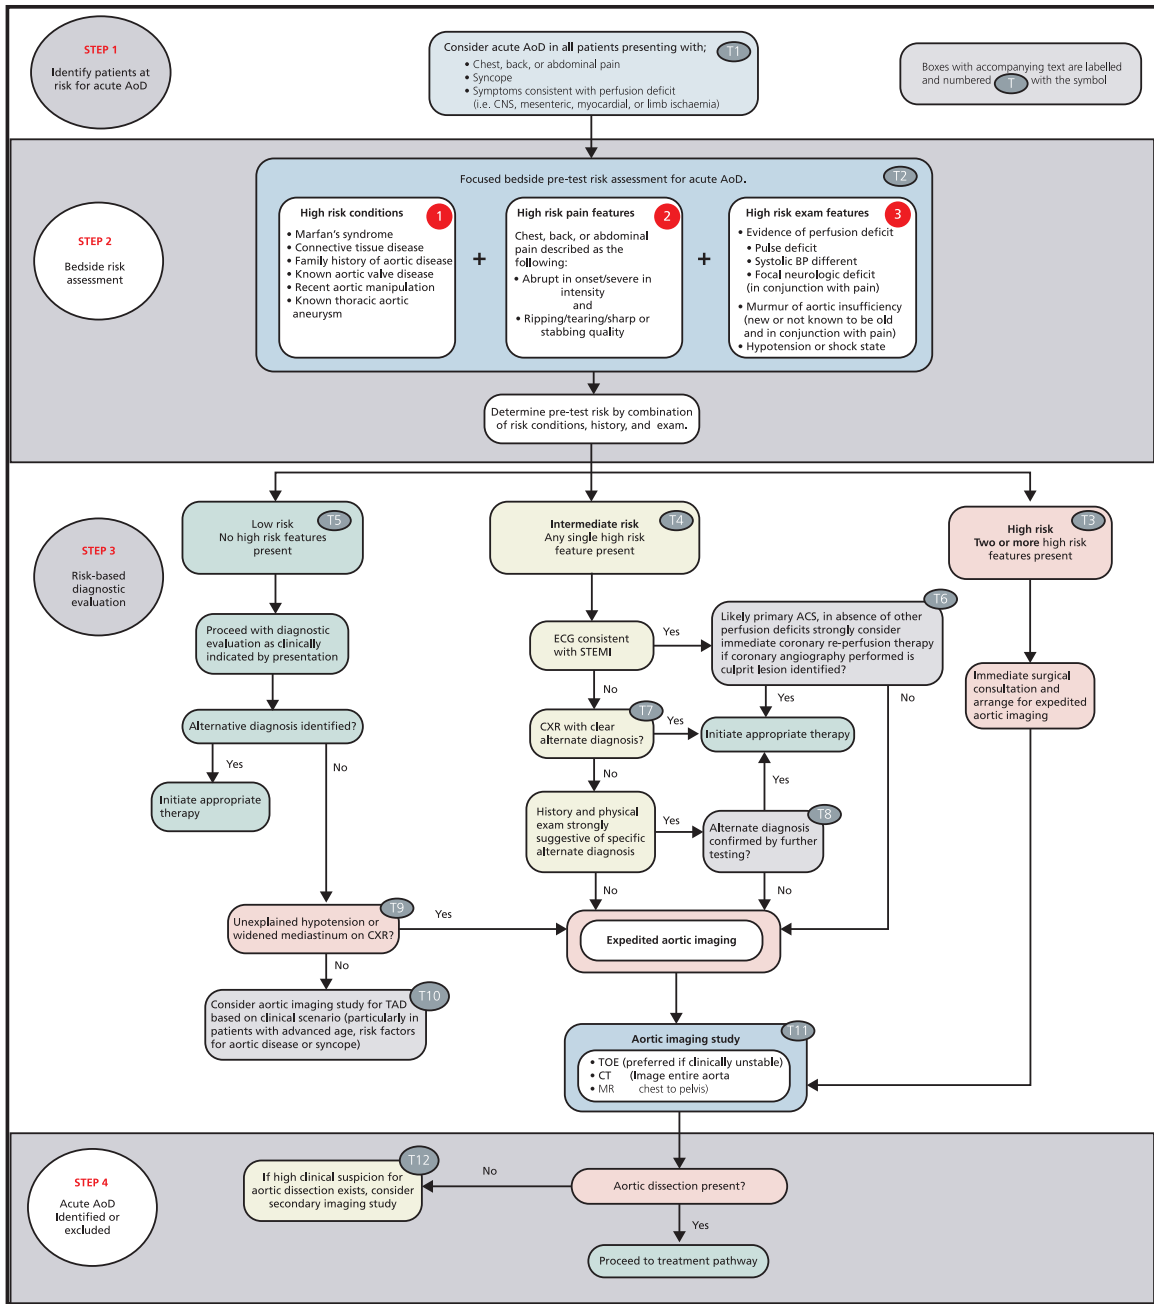 STEP 1
Identify patients at
risk for acute AoD
Consider acute AoD in all patients presenting with;
T1
• Chest, back, or abdominal pain
• Syncope
• Symptoms consistent with perfusion deficit
(i.e. CNS, mesenteric, myocardial, or limb ischaemia)
Boxes with accompanying text are labelled
and numbered T with the symbol
STEP 2
Bedside risk
assessment
Focused bedside pre-test risk assessment for acute AoD.
T2
High risk conditions
1
• Marfan's syndrome
• Connective tissue disease
• Family history of aortic disease
• Known aortic valve disease
• Recent aortic manipulation
• Known thoracic aortic
aneurysm
+
High risk pain features
2
Chest, back, or abdominal
pain described as the
following:
• Abrupt in onset/severe in
intensity
and
• Ripping/tearing/sharp or
stabbing quality
+
High risk exam features
3
• Evidence of perfusion deficit
• Pulse deficit
• Systolic BP different
• Focal neurologic deficit
(in conjunction with pain)
• Murmur of aortic insufficiency
(new or not known to be old
and in conjunction with pain)
• Hypotension or shock state
Determine pre-test risk by combination
of risk conditions, history, and exam.
STEP 3
Risk-based
diagnostic
evaluation
T5
Low risk
No high risk features
present
Proceed with diagnostic
evaluation as clinically
indicated by presentation
Alternative diagnosis identified?
Yes
No
Initiate appropriate
therapy
T9
Unexplained hypotension or
widened mediastinum on CXR?
Yes
No
T10
Consider aortic imaging study for TAD
based on clinical scenario (particularly in
patients with advanced age, risk factors
for aortic disease or syncope)
T4
Intermediate risk
Any single high risk
feature present
ECG consistent
with STEMI
Yes
No
T6
Likely primary ACS, in absence of other
perfusion deficits strongly consider
immediate coronary re-perfusion therapy
if coronary angiography performed is
culprit lesion identified?
Yes
No
T7
CXR with clear
alternate diagnosis?
Yes
No
Initiate appropriate therapy
History and physical
exam strongly
suggestive of specific
alternate diagnosis
Yes
No
T8
Alternate diagnosis
confirmed by further
testing?
Yes
No
Expedited aortic imaging
T3
High risk
Two or more high risk
features present
Immediate surgical
consultation and
arrange for expedited
aortic imaging
T11
Aortic imaging study
• TOE (preferred if clinically unstable)
• CT (Image entire aorta
• MR chest to pelvis)
STEP 4
Acute AoD
Identified or
excluded
Aortic dissection present?
No
Yes
T12
If high clinical suspicion for
aortic dissection exists, consider
secondary imaging study
Proceed to treatment pathway